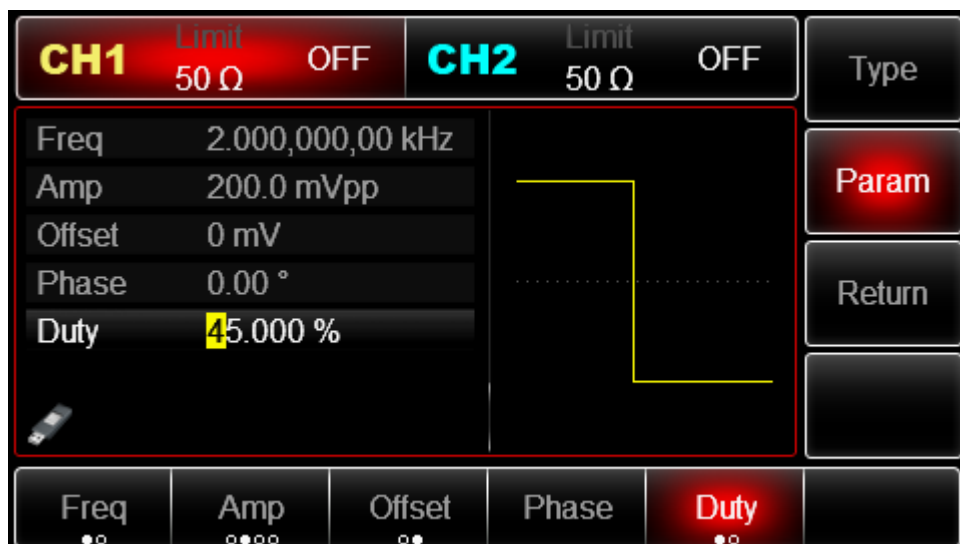 CH1 Limit 50 Ω OFF
CH2 Limit 50 Ω OFF
Type
Freq 2.000,000,00 kHz
Amp 200.0 mVpp
Offset 0 mV
Phase 0.00 °
Duty 45.000 %
Param
Return
Freq Amp Offset Phase Duty